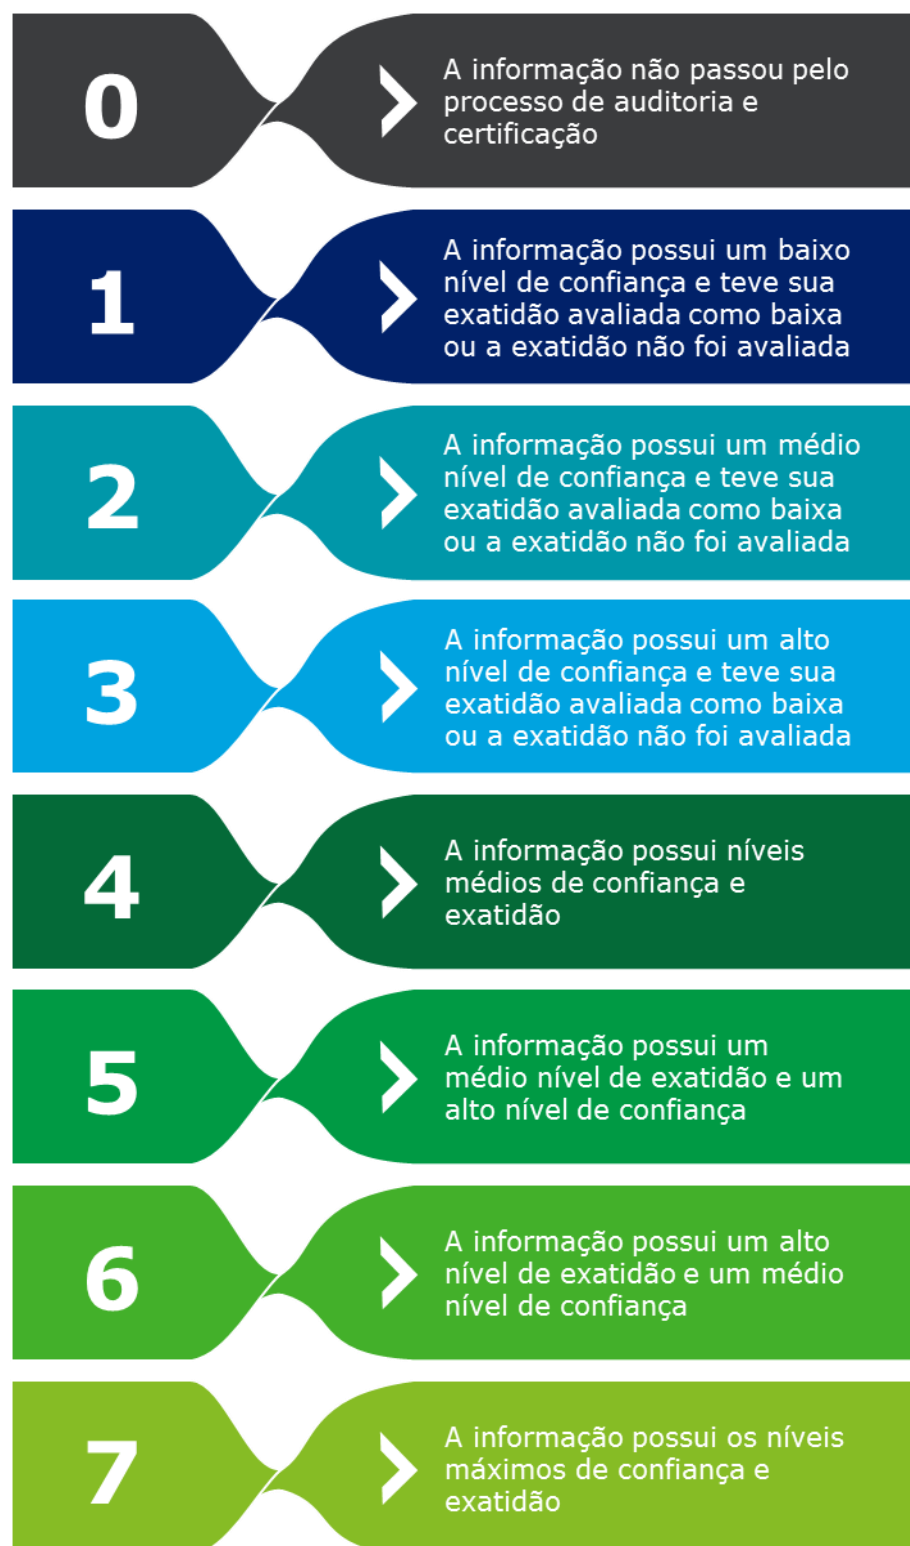 0
A informação não passou pelo
processo de auditoria e
certificação
1
A informação possui um baixo
nível de confiança e teve sua
exatidão avaliada como baixa
ou a exatidão não foi avaliada
2
A informação possui um médio
nível de confiança e teve sua
exatidão avaliada como baixa
ou a exatidão não foi avaliada
3
A informação possui um alto
nível de confiança e teve sua
exatidão avaliada como baixa
ou a exatidão não foi avaliada
4
A informação possui níveis
médios de confiança e
exatidão
5
A informação possui um
médio nível de exatidão e um
alto nível de confiança
6
A informação possui um alto
nível de exatidão e um médio
nível de confiança
7
A informação possui os níveis
máximos de confiança e
exatidão